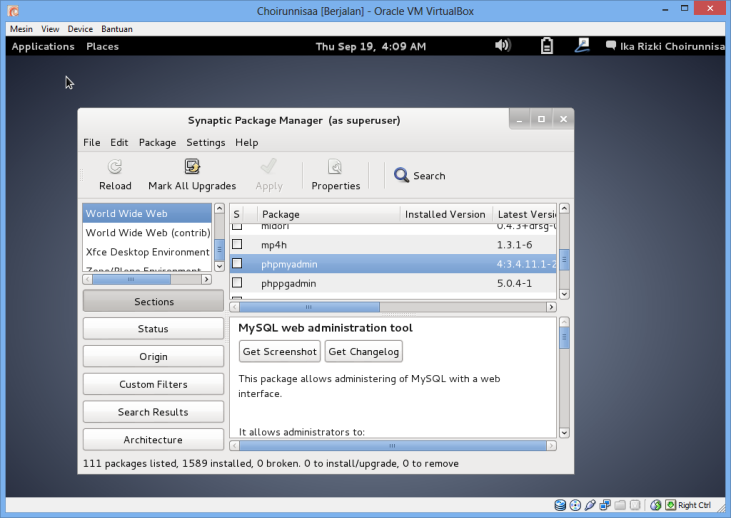 Choirunnisaa [Berjalan] - Oracle VM VirtualBox
Mesin View Device Bantuan
Applications Places Thu Sep 19, 4:09 AM Ika Rizki Choirunnisa
Synaptic Package Manager (as superuser)
File Edit Package Settings Help
Reload Mark All Upgrades Apply Properties Search
S Package Installed Version Latest Versi
World Wide Web
World Wide Web (contrib)
Xfce Desktop Environment
Zope/Plone Environment
midori 0.4.3+dfsg-
mp4h 1.3.1-6
phpmyadmin 4:3.4.11.1-2
phppgadmin 5.0.4-1
Sections
Status
Origin
Custom Filters
Search Results
Architecture
MySQL web administration tool
Get Screenshot Get Changelog
This package allows administering of MySQL with a web
interface.
It allows administrators to:
111 packages listed, 1589 installed, 0 broken. 0 to install/upgrade, 0 to remove
Right Ctrl